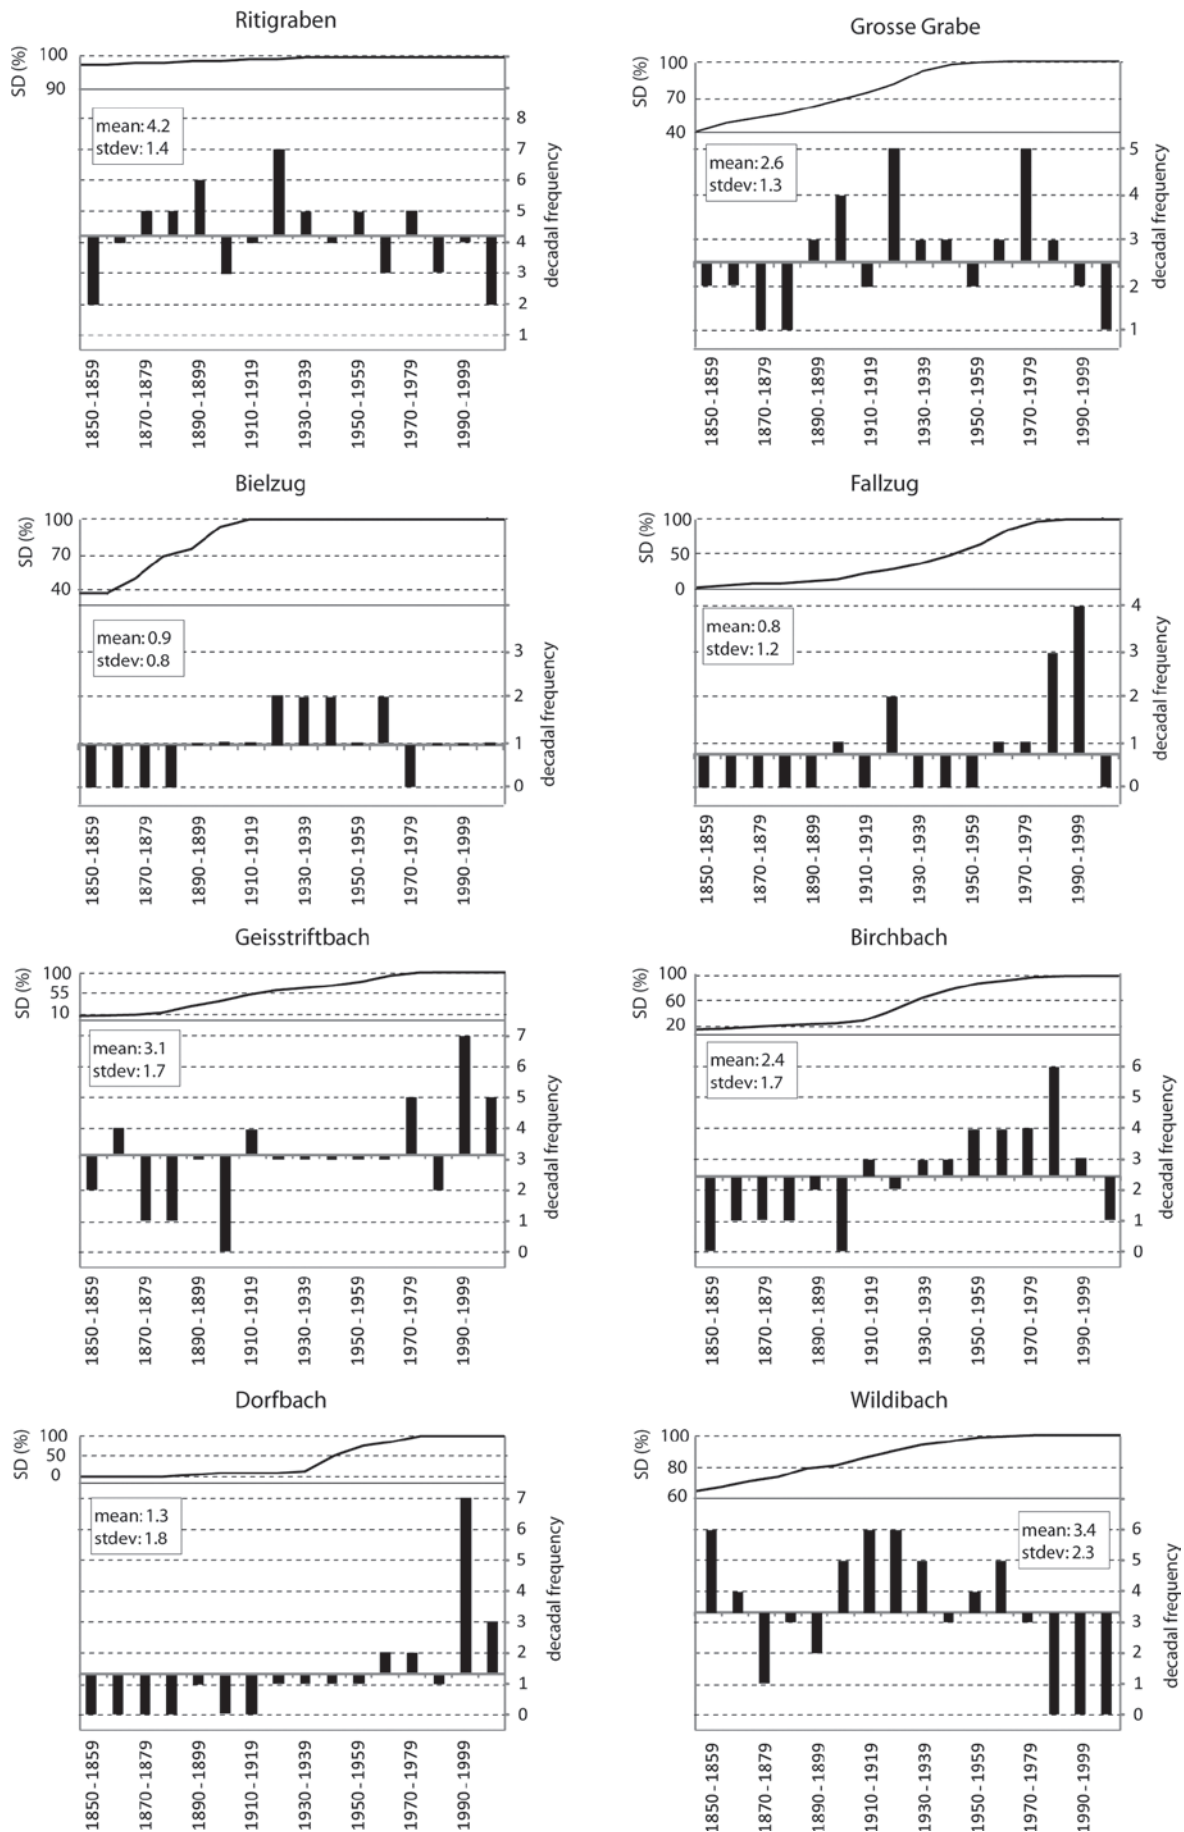 Ritigraben
SD (%)
100
90
mean: 4.2
stdev: 1.4
8
7
6
5
4
3
2
1
decadal frequency
1850 - 1859
1870 - 1879
1890 - 1899
1910 - 1919
1930 - 1939
1950 - 1959
1970 - 1979
1990 - 1999
Grosse Grabe
SD (%)
100
70
40
mean: 2.6
stdev: 1.3
5
4
3
2
1
decadal frequency
1850 - 1859
1870 - 1879
1890 - 1899
1910 - 1919
1930 - 1939
1950 - 1959
1970 - 1979
1990 - 1999
Bielzug
SD (%)
100
70
40
mean: 0.9
stdev: 0.8
3
2
1
0
decadal frequency
1850 - 1859
1870 - 1879
1890 - 1899
1910 - 1919
1930 - 1939
1950 - 1959
1970 - 1979
1990 - 1999
Fallzug
SD (%)
100
50
0
mean: 0.8
stdev: 1.2
4
3
2
1
0
decadal frequency
1850 - 1859
1870 - 1879
1890 - 1899
1910 - 1919
1930 - 1939
1950 - 1959
1970 - 1979
1990 - 1999
Geisstriftbach
SD (%)
100
55
10
mean: 3.1
stdev: 1.7
7
6
5
4
3
2
1
0
decadal frequency
1850 - 1859
1870 - 1879
1890 - 1899
1910 - 1919
1930 - 1939
1950 - 1959
1970 - 1979
1990 - 1999
Birchbach
SD (%)
100
60
20
mean: 2.4
stdev: 1.7
6
5
4
3
2
1
0
decadal frequency
1850 - 1859
1870 - 1879
1890 - 1899
1910 - 1919
1930 - 1939
1950 - 1959
1970 - 1979
1990 - 1999
Dorfbach
SD (%)
100
50
0
mean: 1.3
stdev: 1.8
7
6
5
4
3
2
1
0
decadal frequency
1850 - 1859
1870 - 1879
1890 - 1899
1910 - 1919
1930 - 1939
1950 - 1959
1970 - 1979
1990 - 1999
Wildibach
SD (%)
100
80
60
mean: 3.4
stdev: 2.3
6
5
4
3
2
1
0
decadal frequency
1850 - 1859
1870 - 1879
1890 - 1899
1910 - 1919
1930 - 1939
1950 - 1959
1970 - 1979
1990 - 1999